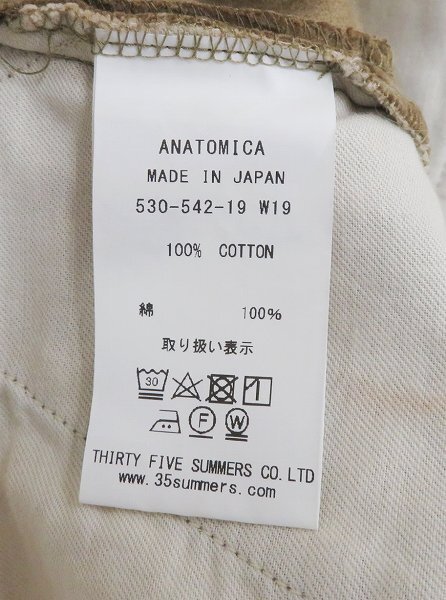 ANATOMICA
MADE IN JAPAN
530-542-19 W19
100% COTTON
綿 100%
取り扱い表示
30
F W
THIRTY FIVE SUMMERS CO.LTD
www.35summers.com